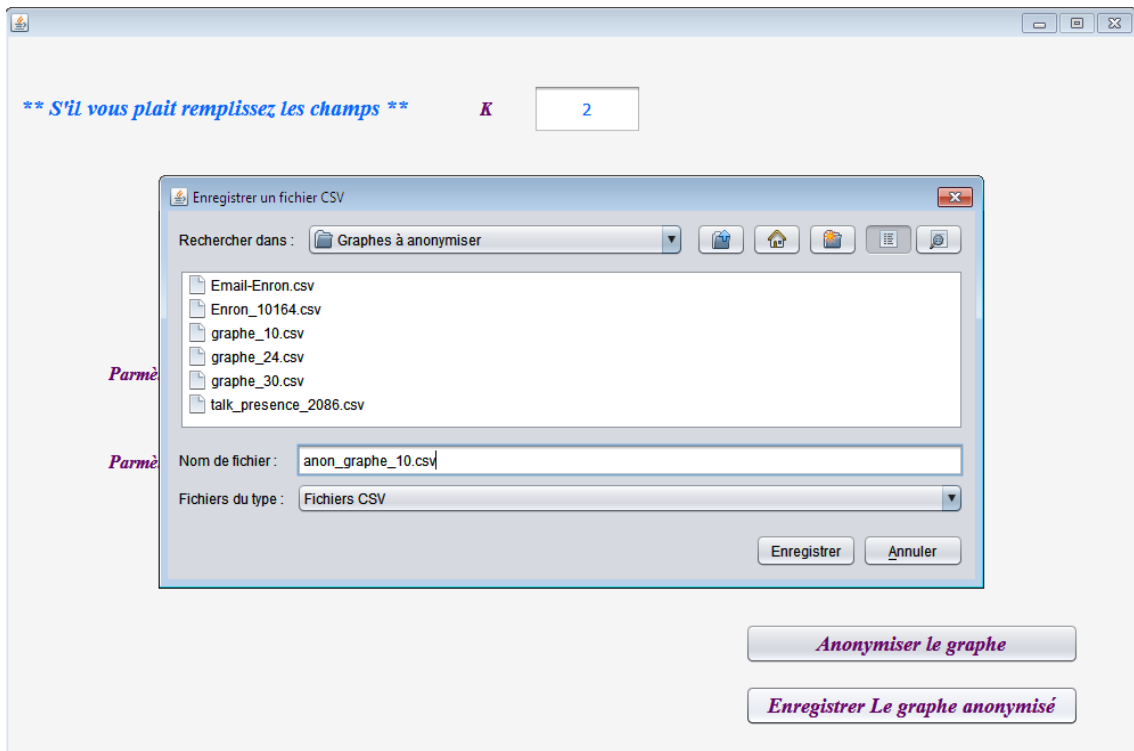 ** S'il vous plait remplissez les champs ** K 2
Enregistrer un fichier CSV
Rechercher dans : Graphes à anonymiser
Email-Enron.csv
Enron_10164.csv
graphe_10.csv
graphe_24.csv
graphe_30.csv
talk_presence_2086.csv
Parmè
Parmè
Nom de fichier : anon_graphe_10.csv
Fichiers du type : Fichiers CSV
Enregistrer Annuler
Anonymiser le graphe
Enregistrer Le graphe anonymisé